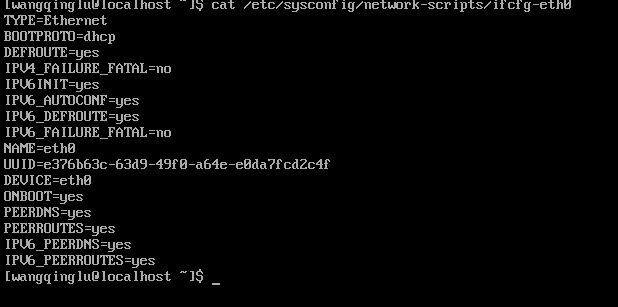 [wangqinglu@localhost ~]$ cat /etc/sysconfig/network-scripts/ifcfg-eth0
TYPE=Ethernet
BOOTPROTO=dhcp
DEFROUTE=yes
IPV4_FAILURE_FATAL=no
IPV6INIT=yes
IPV6_AUTOCONF=yes
IPV6_DEFROUTE=yes
IPV6_FAILURE_FATAL=no
NAME=eth0
UUID=e376b63c-63d9-49f0-a64e-e0da7fcd2c4f
DEVICE=eth0
ONBOOT=yes
PEERDNS=yes
PEERROUTES=yes
IPV6_PEERDNS=yes
IPV6_PEERROUTES=yes
[wangqinglu@localhost ~]$ _